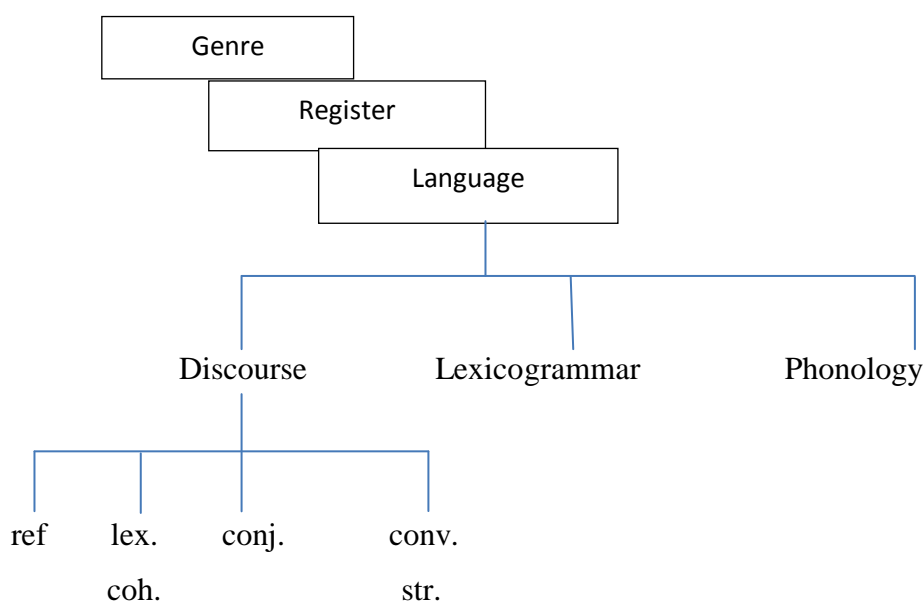 Genre
Register
Language
Discourse Lexicogrammar Phonology
ref lex. conj. conv.
coh. str.